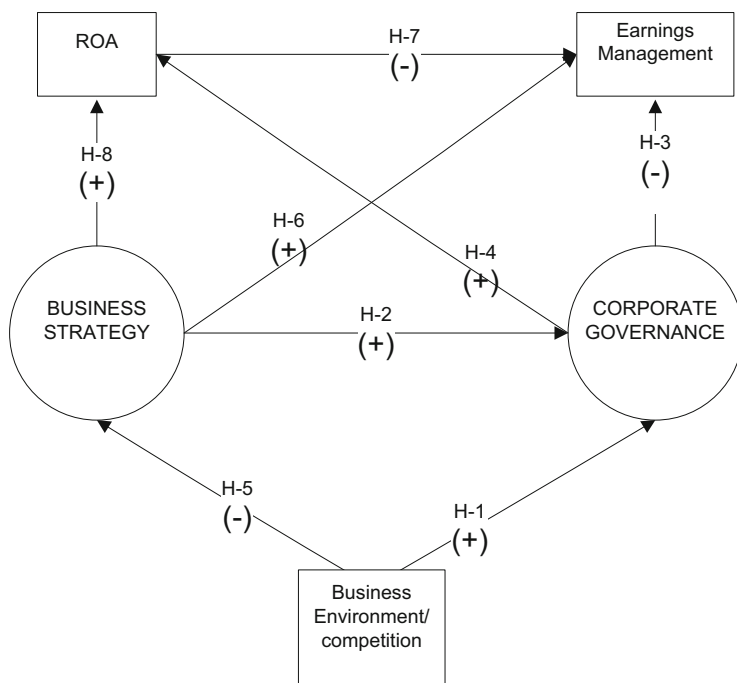 ROA
H-7
(-)
Earnings
Management
H-8
(+)
H-3
(-)
H-6
(+)
H-4
(+)
BUSINESS
STRATEGY
H-2
(+)
CORPORATE
GOVERNANCE
H-5
(-)
H-1
(+)
Business
Environment/
competition